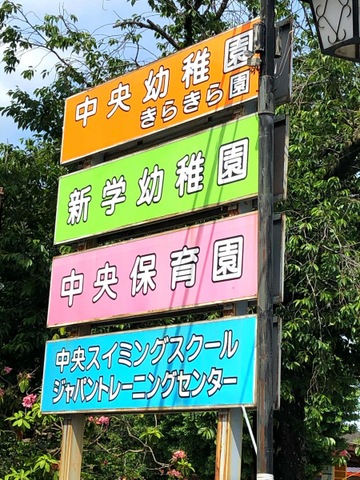 中央幼稚園
きらきら園
新学幼稚園
中央保育園
中央スイミングスクール
ジャパントレーニングセンター